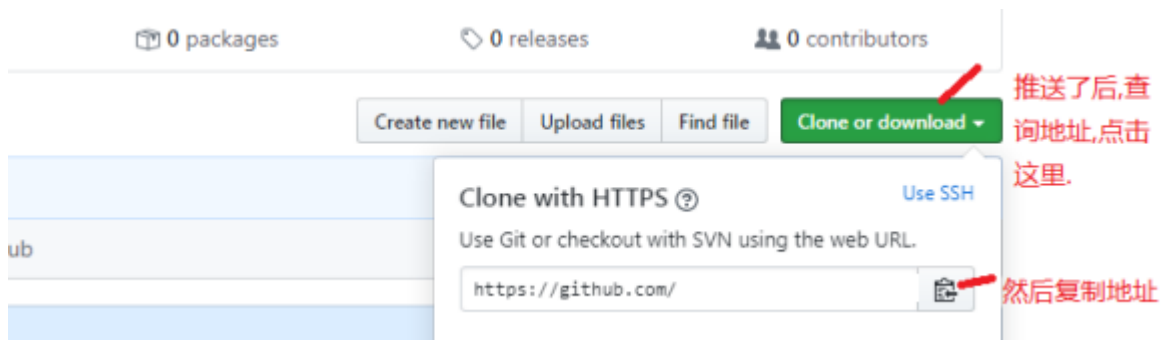 0 packages
0 releases
0 contributors
推送了后,查
询地址,点击
这里.
Create new file
Upload files
Find file
Clone or download
Clone with HTTPS
Use SSH
Use Git or checkout with SVN using the web URL.
ub
https://github.com/
然后复制地址